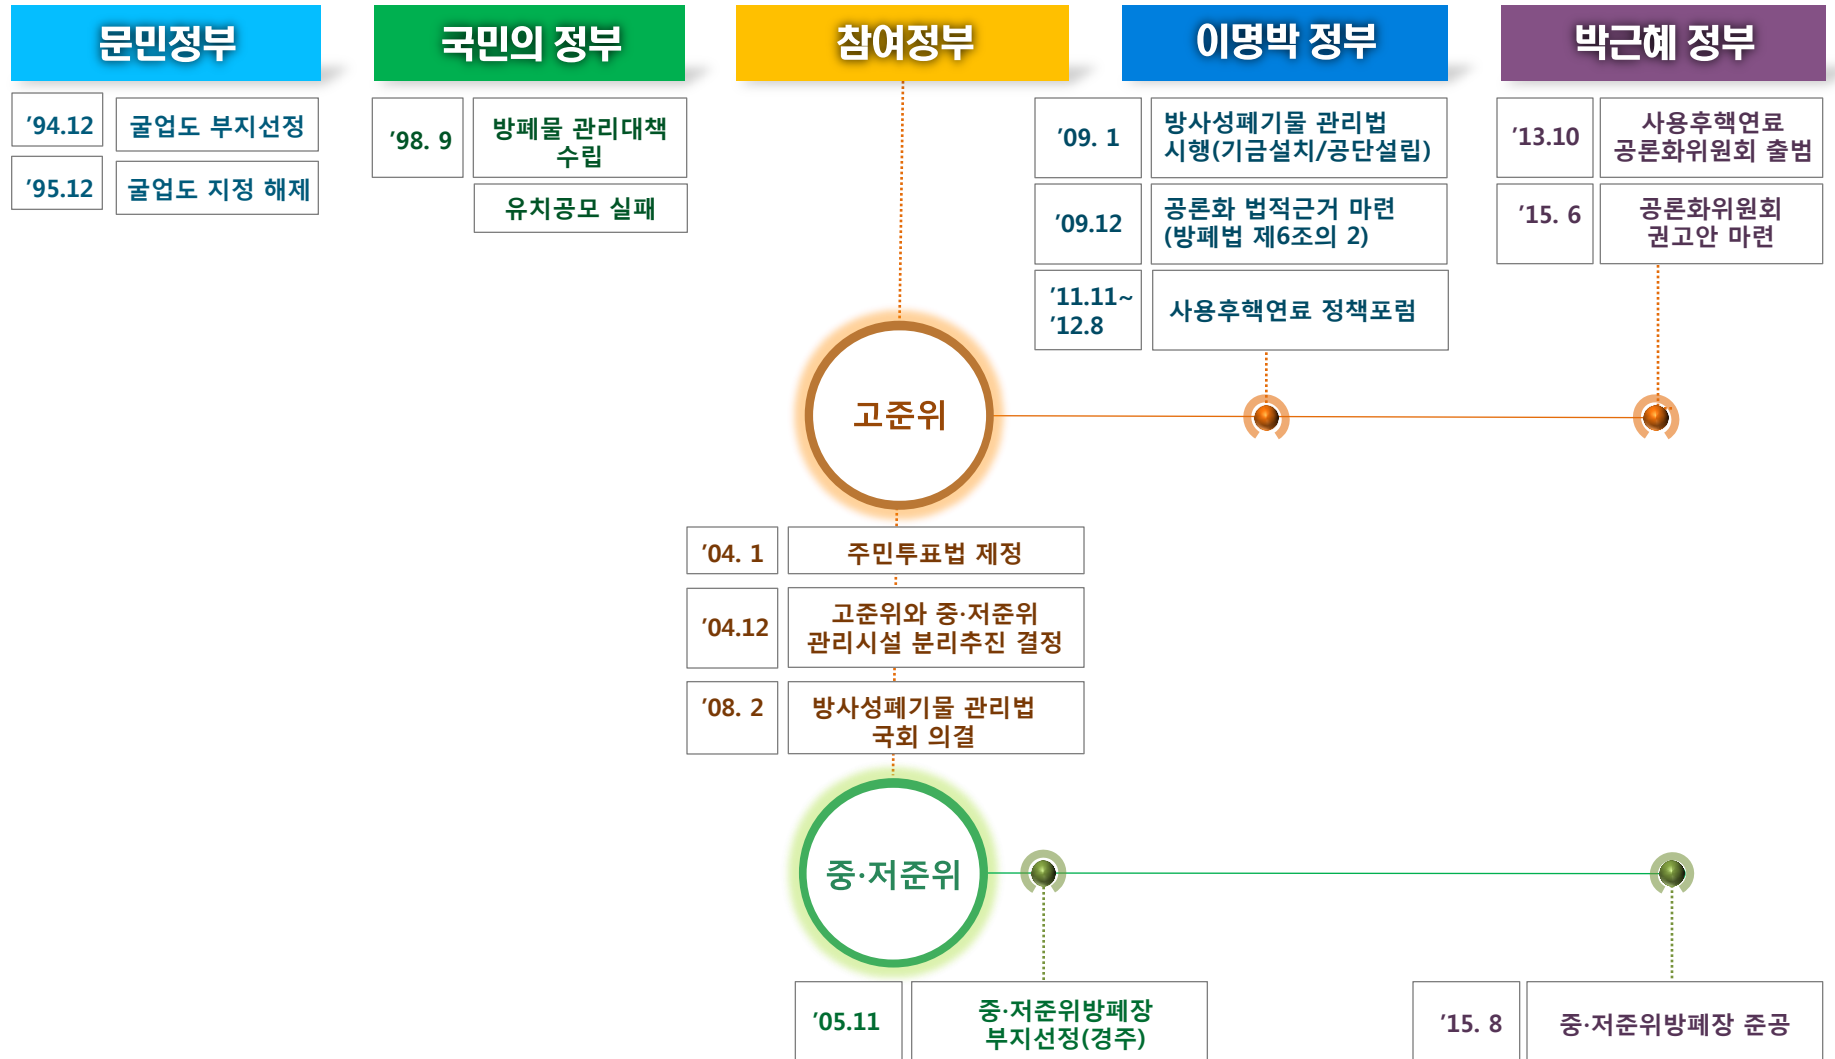 문민정부
국민의 정부
참여정부
이명박 정부
박근혜 정부
'94.12
굴업도 부지선정
'95.12
굴업도 지정 해제
'98. 9
방폐물 관리대책
수립
유치공모 실패
'09. 1
방사성폐기물 관리법
시행(기금설치/공단설립)
'09.12
공론화 법적근거 마련
(방폐법 제6조의 2)
'11.11~
'12.8
사용후핵연료 정책포럼
'13.10
사용후핵연료
공론화위원회 출범
'15. 6
공론화위원회
권고안 마련
고준위
'04. 1
주민투표법 제정
'04.12
고준위와 중·저준위
관리시설 분리추진 결정
'08. 2
방사성폐기물 관리법
국회 의결
중·저준위
'05.11
중·저준위방폐장
부지선정(경주)
'15. 8
중·저준위방폐장 준공